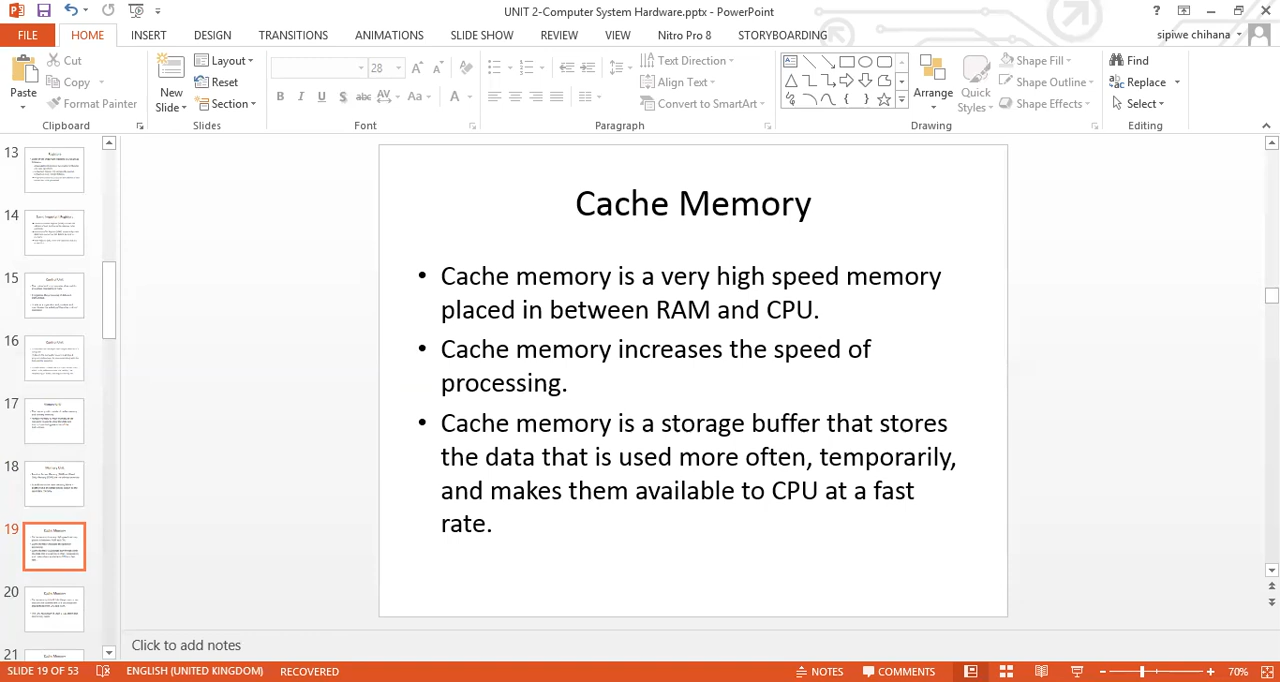 UNIT 2-Computer System Hardware.pptx - PowerPoint
FILE HOME INSERT DESIGN TRANSITIONS ANIMATIONS SLIDE SHOW REVIEW VIEW Nitro Pro 8 STORYBOARDING sipiwe chihana
Paste
Cut
Copy
Format Painter
Clipboard
New
Slide
Layout
Reset
Section
Slides
28
B I U S abc AV Aa A
Font
Text Direction
Align Text
Convert to SmartArt
Paragraph
Arrange
Quick
Styles
Shape Fill
Shape Outline
Shape Effects
Drawing
Find
Replace
Select
Editing
13
14
15
16
17
18
19
20
21
Cache Memory
• Cache memory is a very high speed memory
placed in between RAM and CPU.
• Cache memory increases the speed of
processing.
• Cache memory is a storage buffer that stores
the data that is used more often, temporarily,
and makes them available to CPU at a fast
rate.
Click to add notes
SLIDE 19 OF 53 ENGLISH (UNITED KINGDOM) RECOVERED NOTES COMMENTS 70%